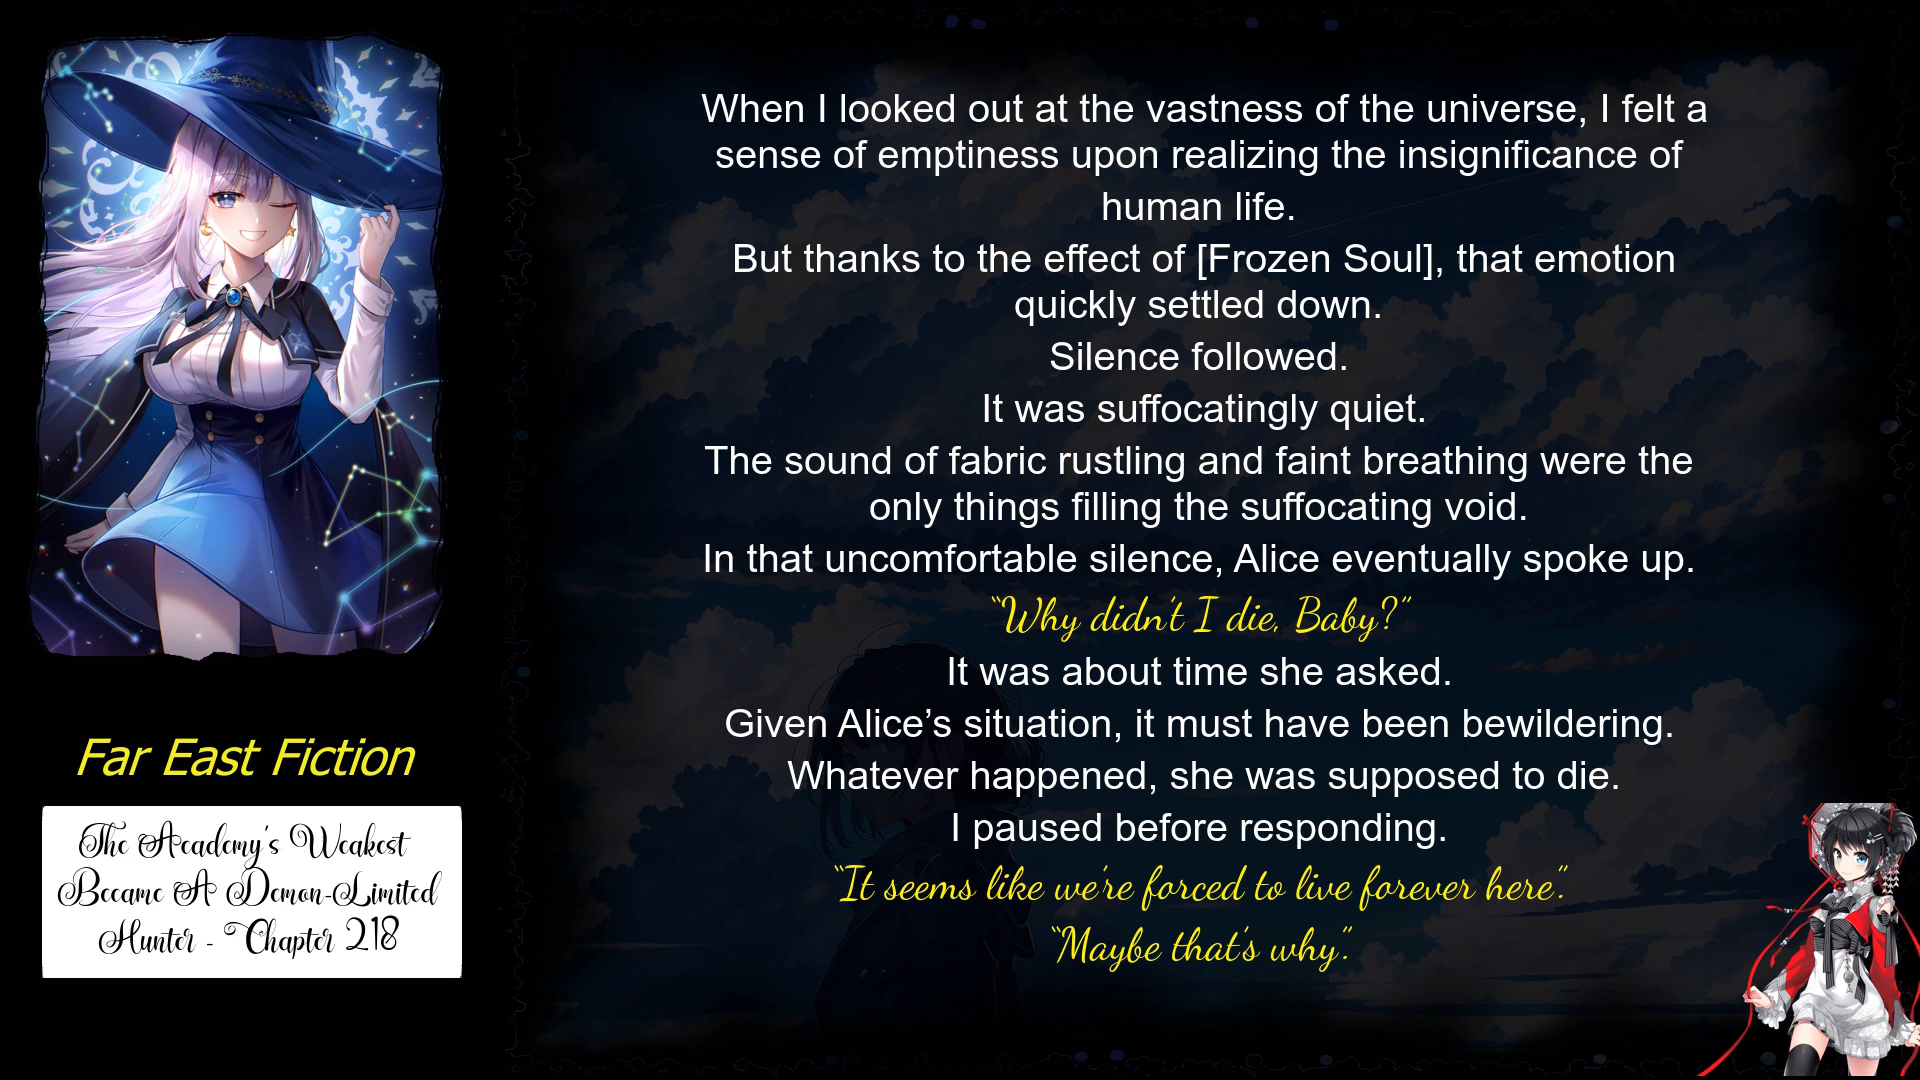 When I looked out at the vastness of the universe, I felt a
sense of emptiness upon realizing the insignificance of
human life.
But thanks to the effect of [Frozen Soul], that emotion
quickly settled down.
Silence followed.
It was suffocatingly quiet.
The sound of fabric rustling and faint breathing were the
only things filling the suffocating void.
In that uncomfortable silence, Alice eventually spoke up.
“Why didn’t I die, Baby?”
It was about time she asked.
Given Alice’s situation, it must have been bewildering.
Whatever happened, she was supposed to die.
I paused before responding.
“It seems like we’re forced to live forever here”.
“Maybe that’s why”.
Far East Fiction
The Academy's Weakest
Became A Demon-Limited
Hunter - Chapter 218